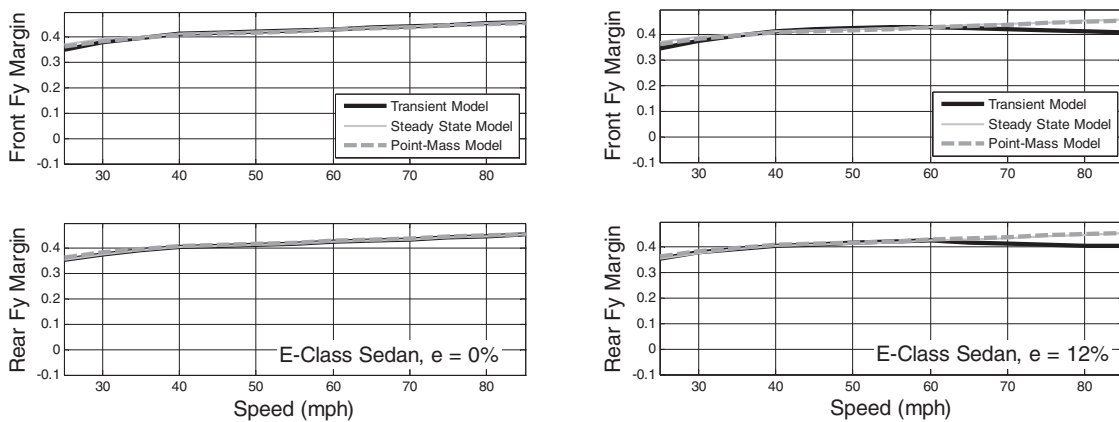 Front Fy Margin
0.4
0.3
0.2
0.1
0
-0.1
Transient Model
Steady State Model
Point-Mass Model
30 40 50 60 70 80
Rear Fy Margin
0.4
0.3
0.2
0.1
0
-0.1
E-Class Sedan, e = 0%
30 40 50 60 70 80
Speed (mph)
Front Fy Margin
0.4
0.3
0.2
0.1
0
-0.1
Transient Model
Steady State Model
Point-Mass Model
30 40 50 60 70 80
Rear Fy Margin
0.4
0.3
0.2
0.1
0
-0.1
E-Class Sedan, e = 12%
30 40 50 60 70 80
Speed (mph)